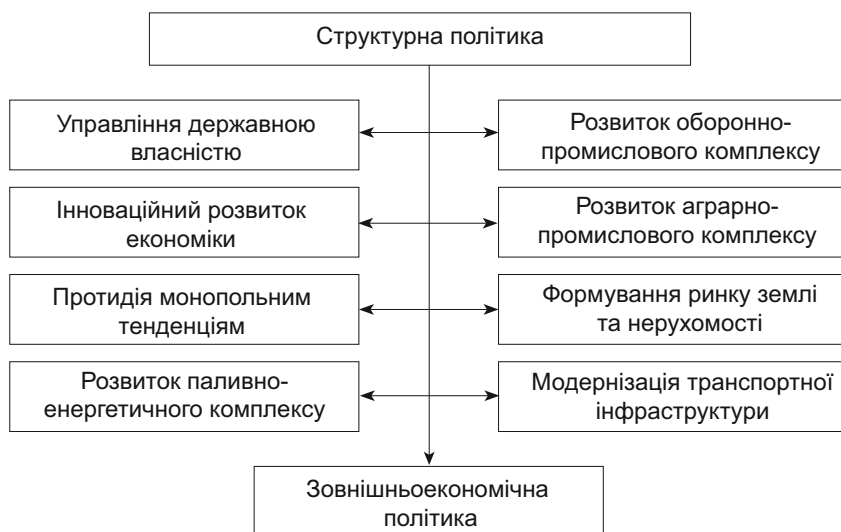 Структурна політика
Управління державною
власністю
Розвиток оборонно-
промислового комплексу
Інноваційний розвиток
економіки
Розвиток аграрно-
промислового комплексу
Протидія монопольним
тенденціям
Формування ринку землі
та нерухомості
Розвиток паливно-
енергетичного комплексу
Модернізація транспортної
інфраструктури
Зовнішньоекономічна
політика